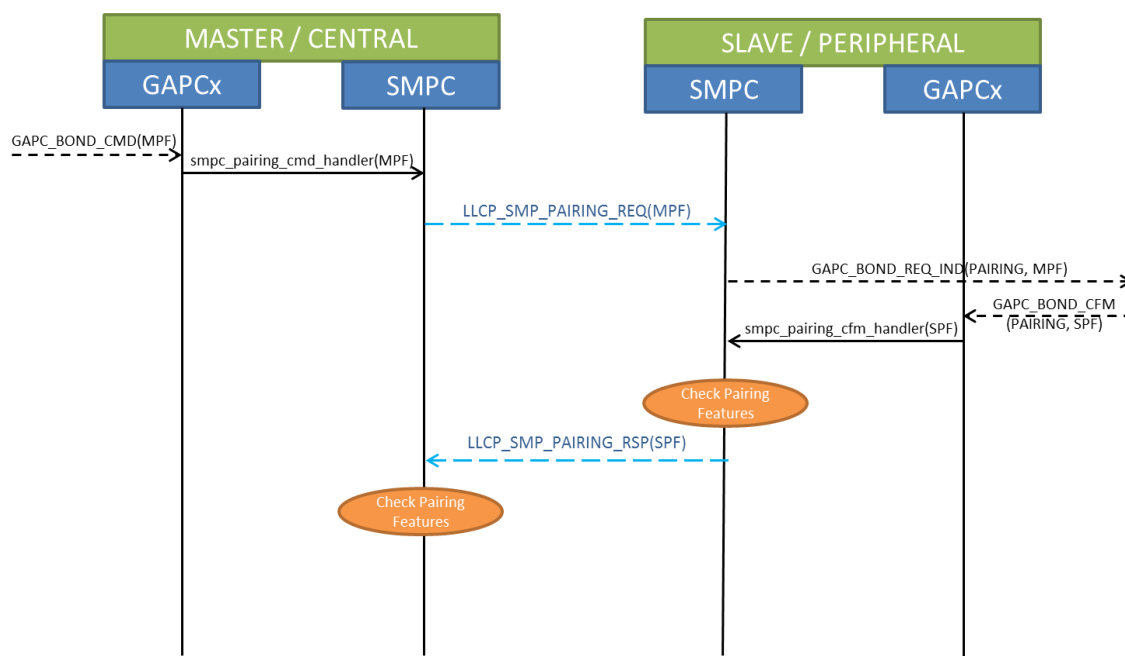 MASTER / CENTRAL
SLAVE / PERIPHERAL
GAPCx
SMPC
SMPC
GAPCx
GAPC_BOND_CMD(MPF)
smpc_pairing_cmd_handler(MPF)
LLCP_SMP_PAIRING_REQ(MPF)
GAPC_BOND_REQ_IND(PAIRING, MPF)
GAPC_BOND_CFM
(PAIRING, SPF)
smpc_pairing_cfm_handler(SPF)
Check Pairing
Features
LLCP_SMP_PAIRING_RSP(SPF)
Check Pairing
Features